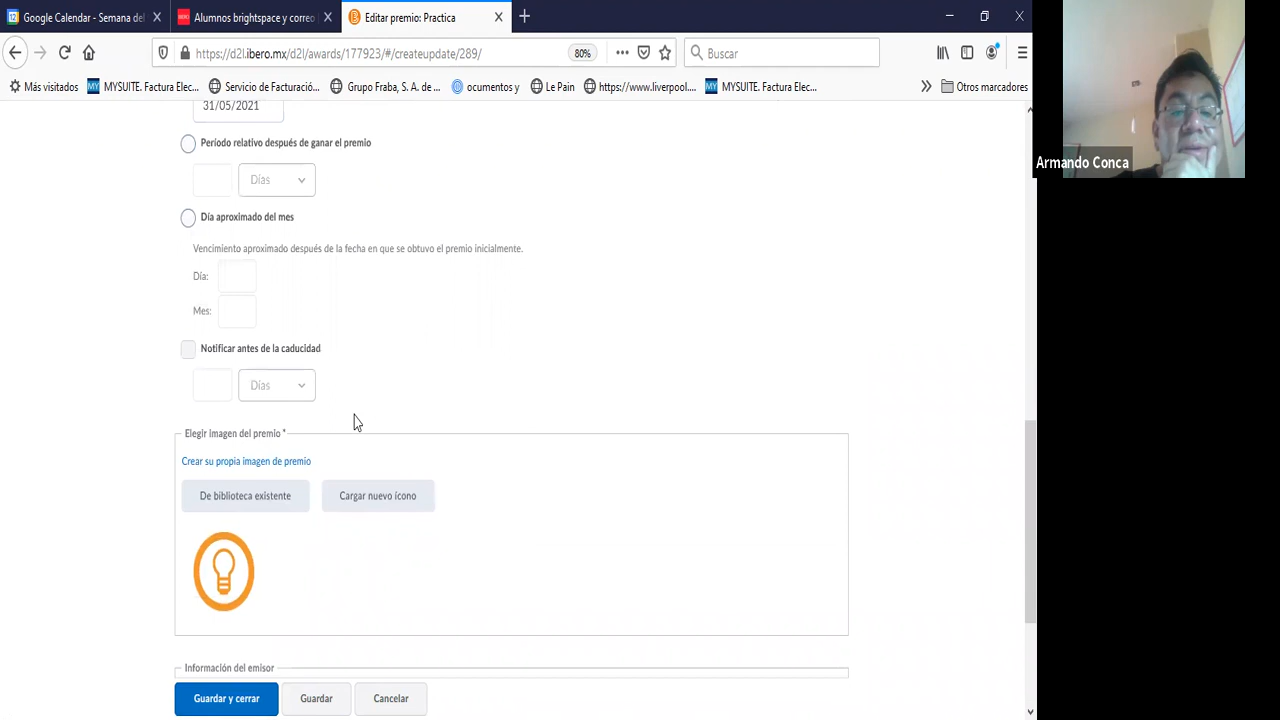 Google Calendar - Semana del
IBERO Alumnos brightspace y correo
Editar premio: Practica
https://d2l.ibero.mx/d2l/awards/177923/#/createupdate/289/
80%
Buscar
Más visitados
MY MYSUITE. Factura Elec...
Servicio de Facturació...
Grupo Fraba, S. A. de ...
ocumentos y
Le Pain
https://www.liverpool....
MY MYSUITE. Factura Elec...
Otros marcadores
31/05/2021
Período relativo después de ganar el premio
Días
Día aproximado del mes
Vencimiento aproximado después de la fecha en que se obtuvo el premio inicialmente.
Día:
Mes:
Notificar antes de la caducidad
Días
Elegir imagen del premio *
Crear su propia imagen de premio
De biblioteca existente
Cargar nuevo ícono
Información del emisor
Guardar y cerrar
Guardar
Cancelar
Armando Conca